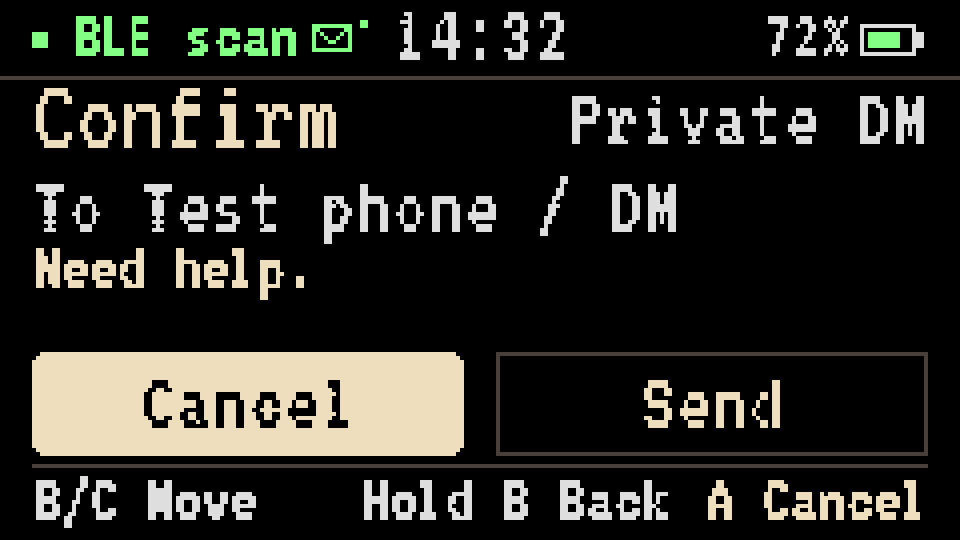 BLE scan 14:32 72%
Confirm Private DM
To Test phone / DM
Need help.
Cancel Send
B/C Move Hold B Back A Cancel